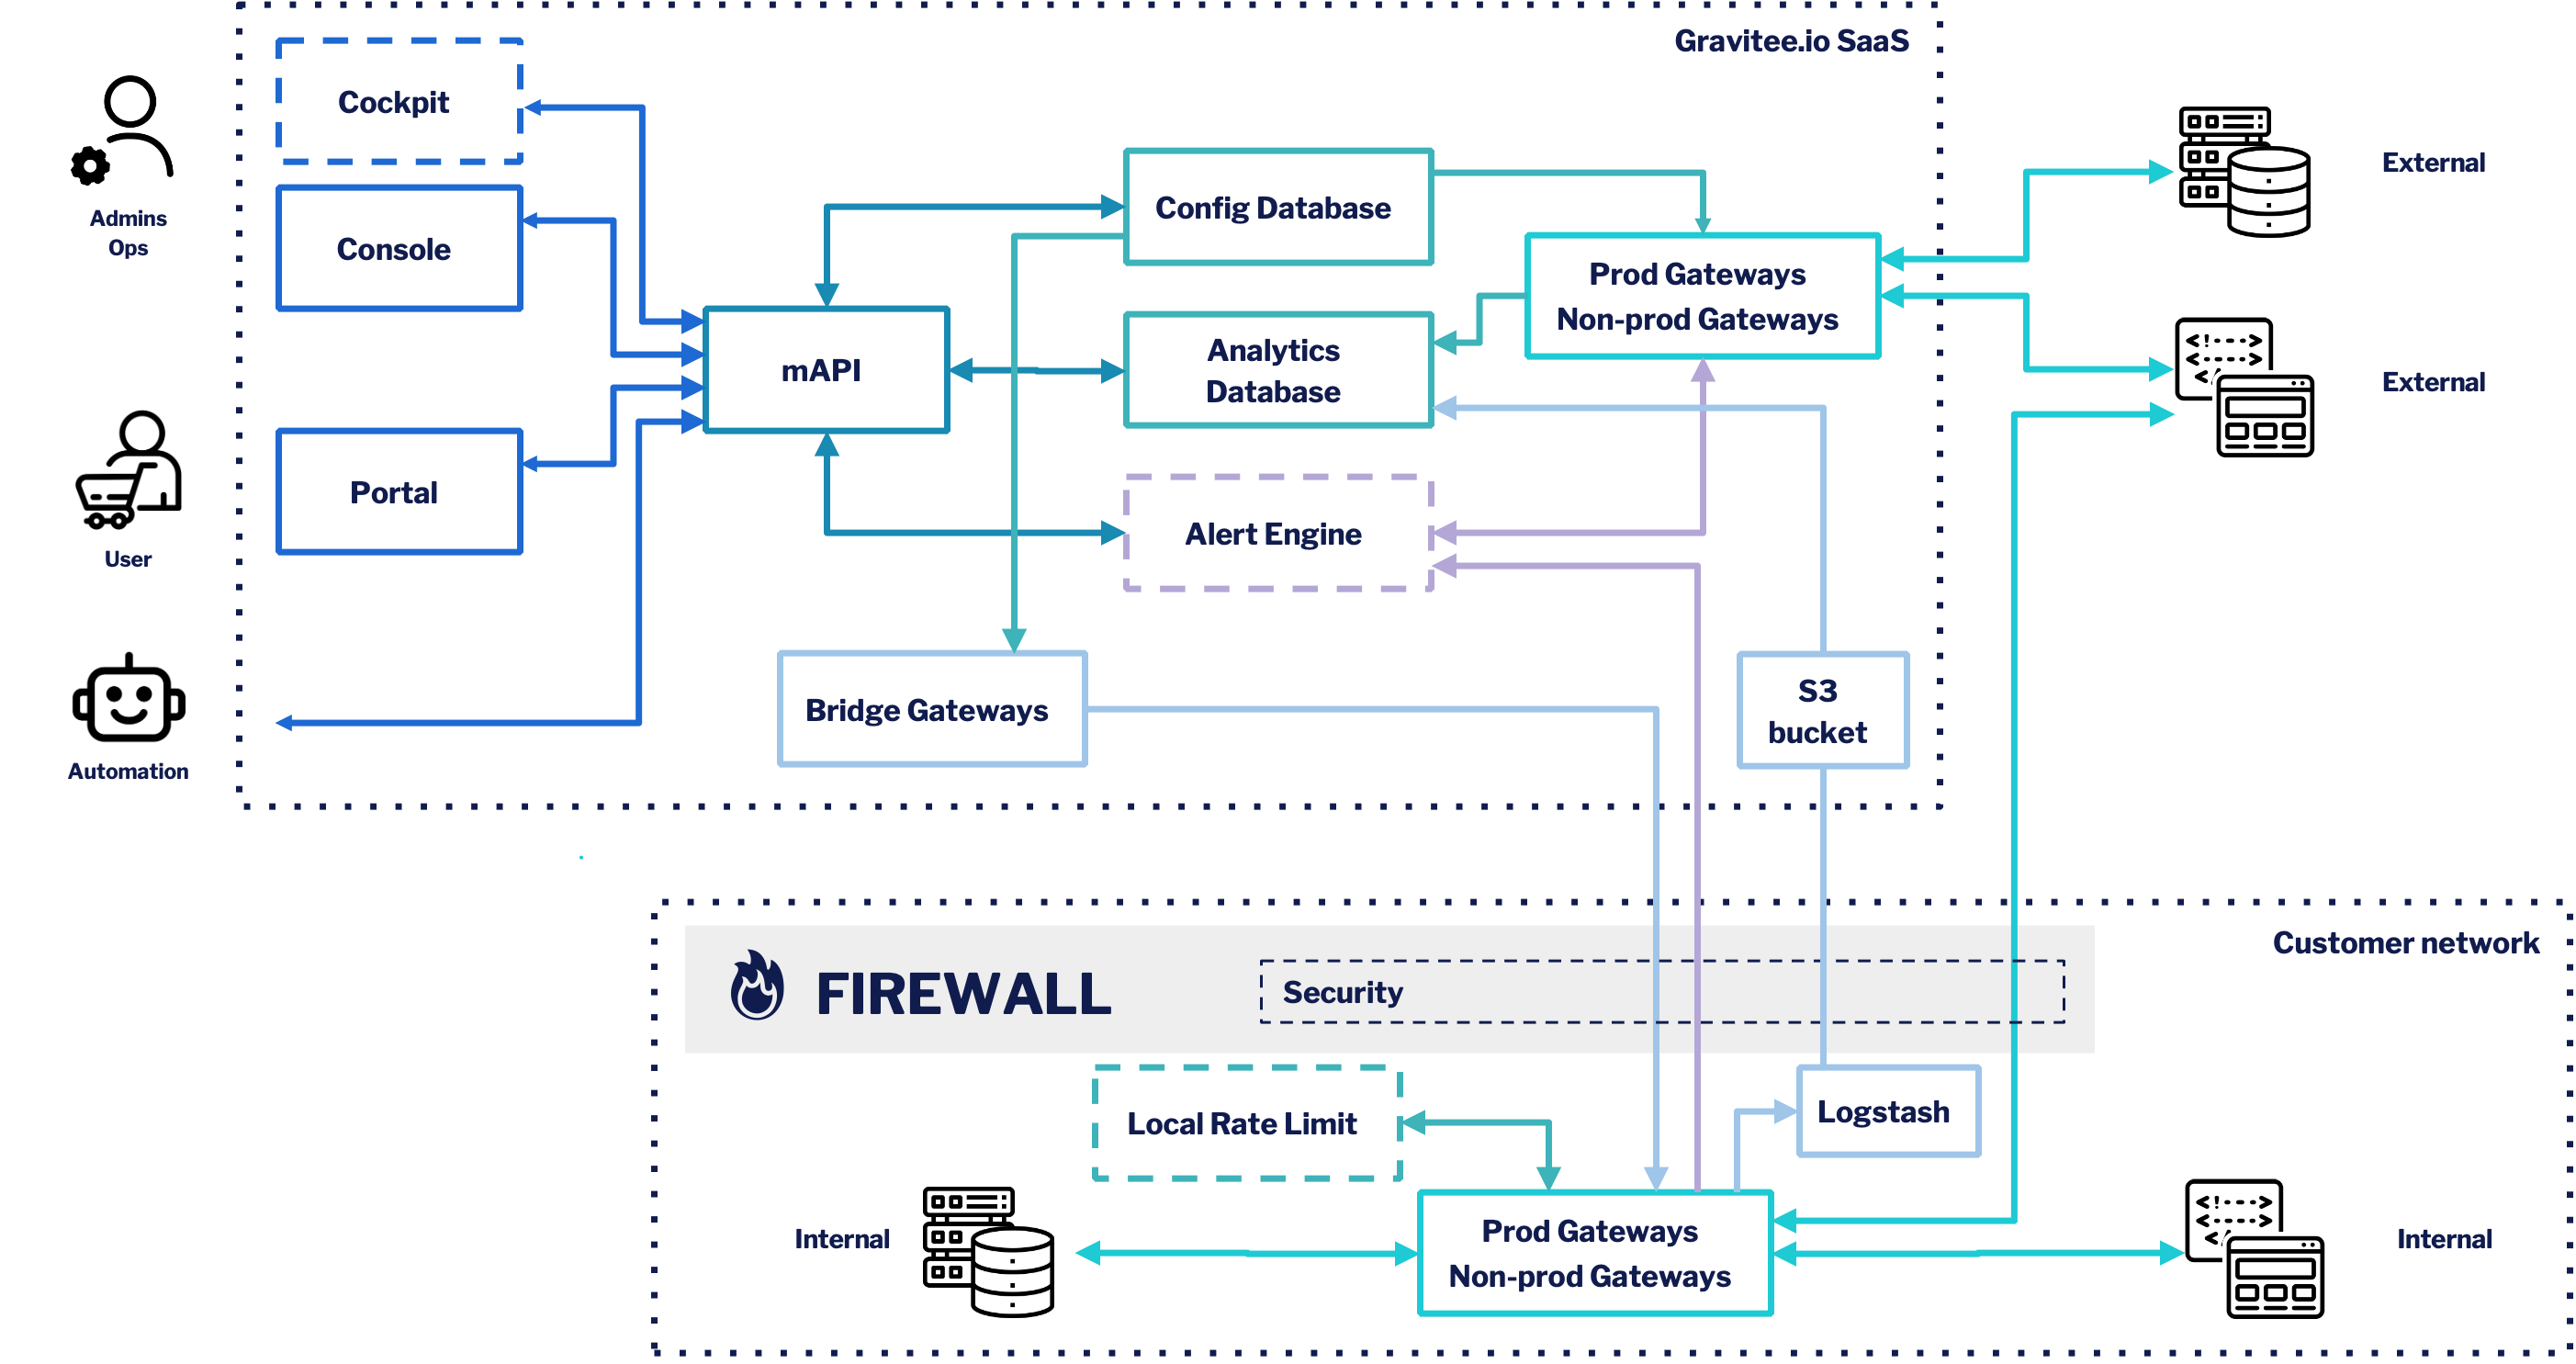 Gravitee.io SaaS
Cockpit
Admins
Ops
Console
Config Database
External
Prod Gateways
Non-prod Gateways
mAPI
Analytics
Database
External
Portal
Alert Engine
User
Bridge Gateways
S3
bucket
Automation
Customer network
FIREWALL
Security
Local Rate Limit
Logstash
Internal
Prod Gateways
Non-prod Gateways
Internal